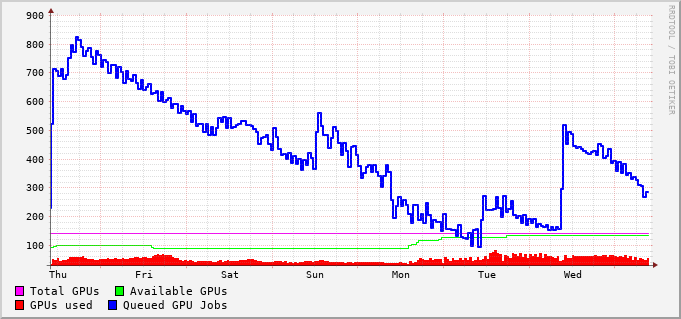 900
800
700
600
500
400
300
200
100
Thu Fri Sat Sun Mon Tue Wed
Total GPUs Available GPUs
GPUs used Queued GPU Jobs
RRDTOOL / TOBI OETIKER